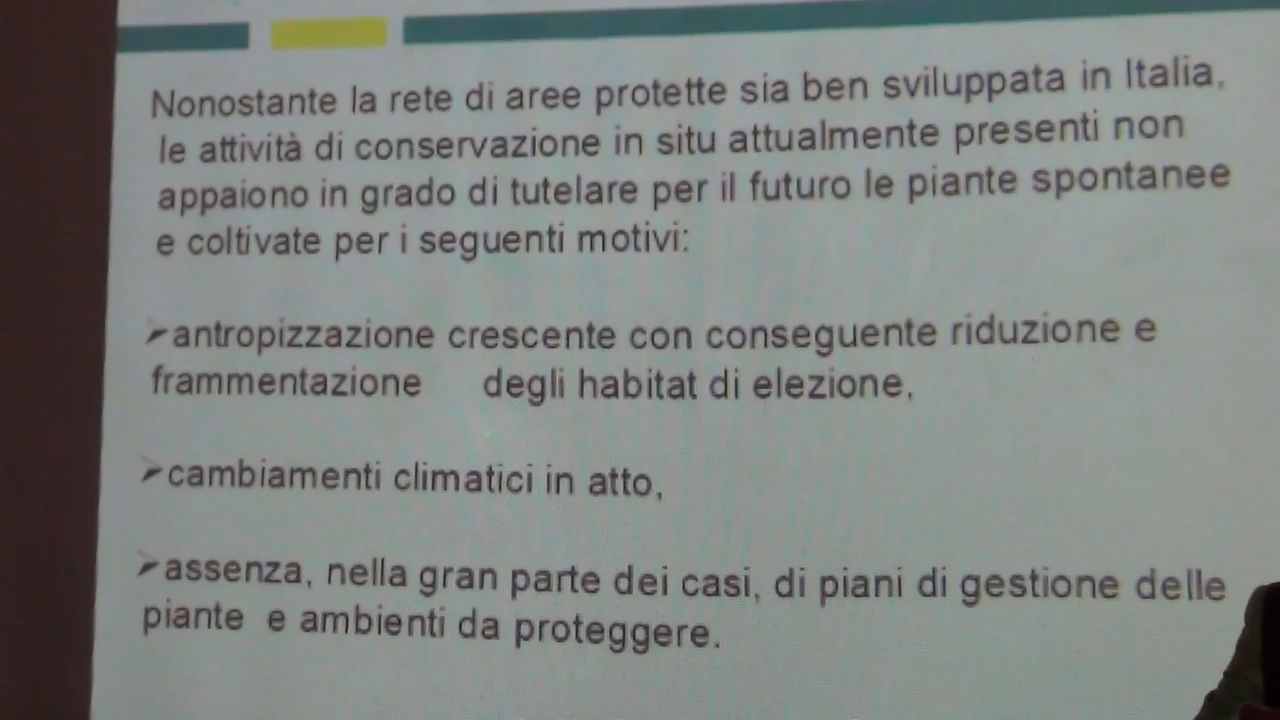 Nonostante la rete di aree protette sia ben sviluppata in Italia,
le attività di conservazione in situ attualmente presenti non
appaiono in grado di tutelare per il futuro le piante spontanee
e coltivate per i seguenti motivi:
➢antropizzazione crescente con conseguente riduzione e
frammentazione degli habitat di elezione,
➢cambiamenti climatici in atto,
➢assenza, nella gran parte dei casi, di piani di gestione delle
piante e ambienti da proteggere.